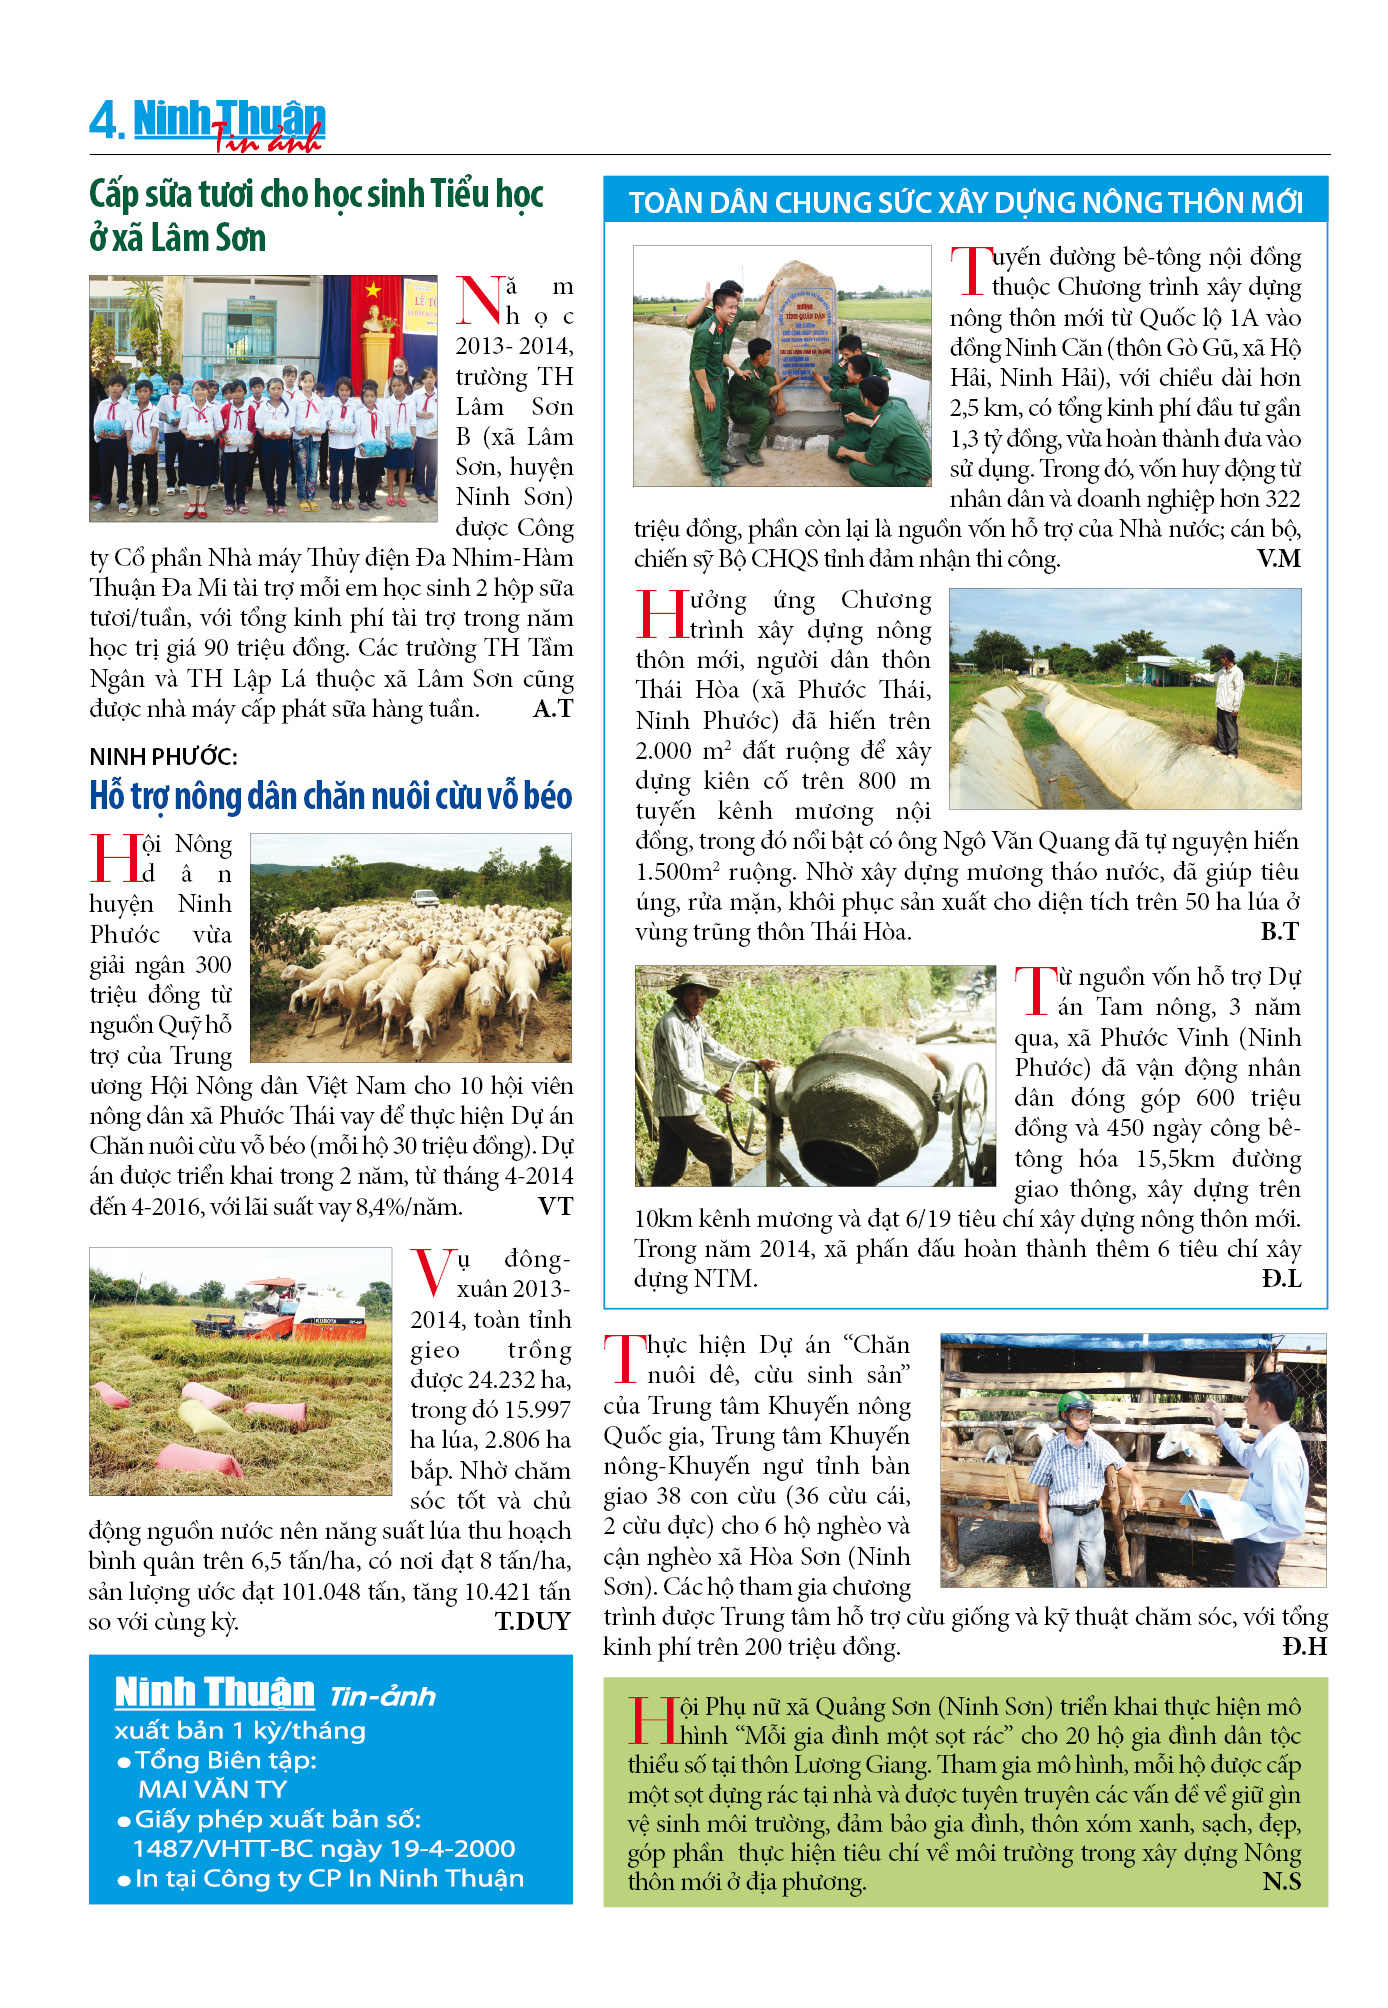 4. Ninh Thuận
Tin ảnh
Cấp sữa tươi cho học sinh Tiểu học
ở xã Lâm Sơn
Năm
học
2013- 2014,
trường TH
Lâm Sơn
B (xã Lâm
Sơn, huyện
Ninh Sơn)
được Công
ty Cổ phần Nhà máy Thủy điện Đa Nhim-Hàm
Thuận Đa Mi tài trợ mỗi em học sinh 2 hộp sữa
tươi/tuần, với tổng kinh phí tài trợ trong năm
học trị giá 90 triệu đồng. Các trường TH Tầm
Ngân và TH Lập Lá thuộc xã Lâm Sơn cũng
được nhà máy cấp phát sữa hàng tuần. A.T
NINH PHƯỚC:
Hỗ trợ nông dân chăn nuôi cừu vỗ béo
Hội Nông
dân
huyện Ninh
Phước vừa
giải ngân 300
triệu đồng từ
nguồn Quỹ hỗ
trợ của Trung
ương Hội Nông dân Việt Nam cho 10 hội viên
nông dân xã Phước Thái vay để thực hiện Dự án
Chăn nuôi cừu vỗ béo (mỗi hộ 30 triệu đồng). Dự
án được triển khai trong 2 năm, từ tháng 4-2014
đến 4-2016, với lãi suất vay 8,4%/năm. VT
KUBOTA
Vụ đông-
xuân 2013-
2014, toàn tỉnh
gieo trồng
được 24.232 ha,
trong đó 15.997
ha lúa, 2.806 ha
bắp. Nhờ chăm
sóc tốt và chủ
động nguồn nước nên năng suất lúa thu hoạch
bình quân trên 6,5 tấn/ha, có nơi đạt 8 tấn/ha,
sản lượng ước đạt 101.048 tấn, tăng 10.421 tấn
so với cùng kỳ. T.DUY
Ninh Thuận Tin-ảnh
xuất bản 1 kỳ/tháng
● Tổng Biên tập:
MAI VĂN TY
● Giấy phép xuất bản số:
1487/VHTT-BC ngày 19-4-2000
● In tại Công ty CP In Ninh Thuận
TOÀN DÂN CHUNG SỨC XÂY DỰNG NÔNG THÔN MỚI
ĐƯỜNG
TÌNH QUÂN DÂN
Tuyến đường bê-tông nội đồng
thuộc Chương trình xây dựng
nông thôn mới từ Quốc lộ 1A vào
đồng Ninh Căn (thôn Gò Gũ, xã Hộ
Hải, Ninh Hải), với chiều dài hơn
2,5 km, có tổng kinh phí đầu tư gần
1,3 tỷ đồng, vừa hoàn thành đưa vào
sử dụng. Trong đó, vốn huy động từ
nhân dân và doanh nghiệp hơn 322
triệu đồng, phần còn lại là nguồn vốn hỗ trợ của Nhà nước; cán bộ,
chiến sỹ Bộ CHQS tỉnh đảm nhận thi công. V.M
Hưởng ứng Chương
trình xây dựng nông
thôn mới, người dân thôn
Thái Hòa (xã Phước Thái,
Ninh Phước) đã hiến trên
2.000 m² đất ruộng để xây
dựng kiên cố trên 800 m
tuyến kênh mương nội
đồng, trong đó nổi bật có ông Ngô Văn Quang đã tự nguyện hiến
1.500m² ruộng. Nhờ xây dựng mương tháo nước, đã giúp tiêu
úng, rửa mặn, khôi phục sản xuất cho diện tích trên 50 ha lúa ở
vùng trũng thôn Thái Hòa. B.T
Từ nguồn vốn hỗ trợ Dự
án Tam nông, 3 năm
qua, xã Phước Vinh (Ninh
Phước) đã vận động nhân
dân đóng góp 600 triệu
đồng và 450 ngày công bê-
tông hóa 15,5km đường
giao thông, xây dựng trên
10km kênh mương và đạt 6/19 tiêu chí xây dựng nông thôn mới.
Trong năm 2014, xã phấn đấu hoàn thành thêm 6 tiêu chí xây
dựng NTM. Đ.L
Thực hiện Dự án “Chăn
nuôi dê, cừu sinh sản”
của Trung tâm Khuyến nông
Quốc gia, Trung tâm Khuyến
nông-Khuyến ngư tỉnh bàn
giao 38 con cừu (36 cừu cái,
2 cừu đực) cho 6 hộ nghèo và
cận nghèo xã Hòa Sơn (Ninh
Sơn). Các hộ tham gia chương
trình được Trung tâm hỗ trợ cừu giống và kỹ thuật chăm sóc, với tổng
kinh phí trên 200 triệu đồng. Đ.H
Hội Phụ nữ xã Quảng Sơn (Ninh Sơn) triển khai thực hiện mô
hình “Mỗi gia đình một sọt rác” cho 20 hộ gia đình dân tộc
thiểu số tại thôn Lương Giang. Tham gia mô hình, mỗi hộ được cấp
một sọt đựng rác tại nhà và được tuyên truyên các vấn đề về giữ gìn
vệ sinh môi trường, đảm bảo gia đình, thôn xóm xanh, sạch, đẹp,
góp phần thực hiện tiêu chí về môi trường trong xây dựng Nông
thôn mới ở địa phương. N.S